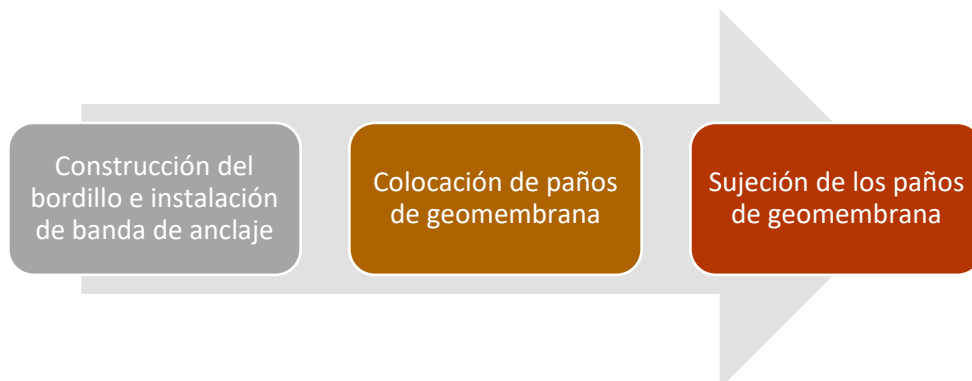 Construcción del
bordillo e instalación
de banda de anclaje
Colocación de paños
de geomembrana
Sujeción de los paños
de geomembrana